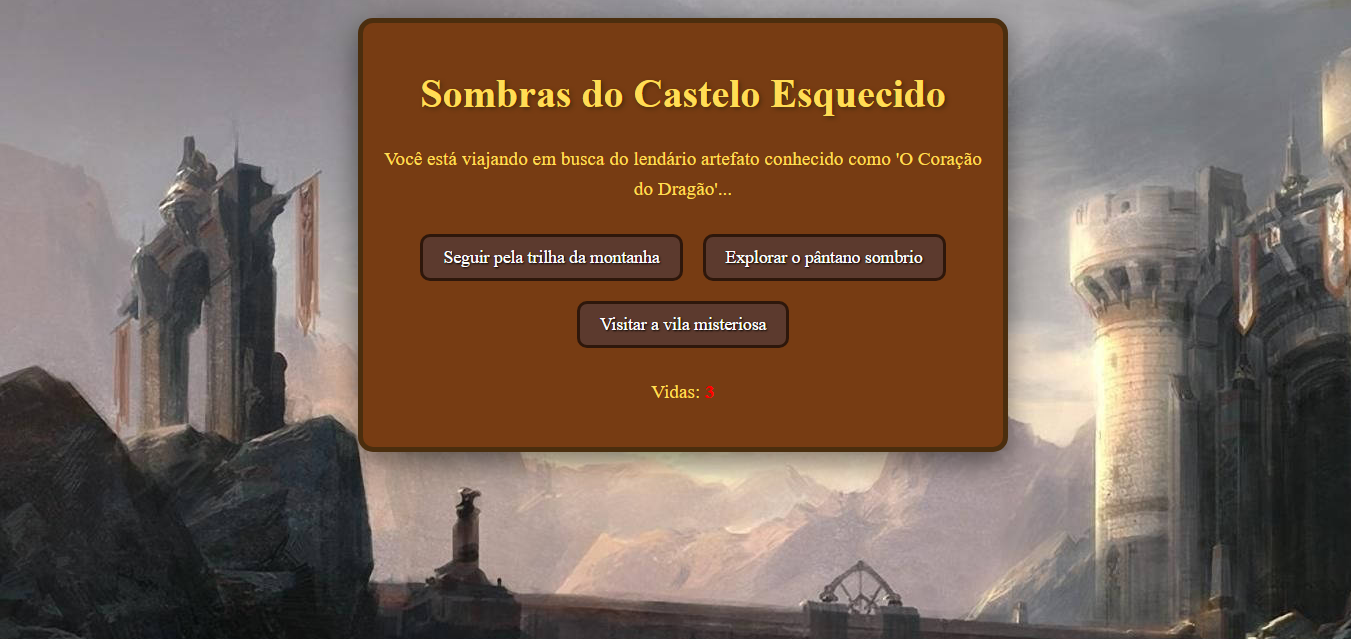 Sombras do Castelo Esquecido
Você está viajando em busca do lendário artefato conhecido como 'O Coração
do Dragão'...
Seguir pela trilha da montanha
Explorar o pântano sombrio
Visitar a vila misteriosa
Vidas: 3